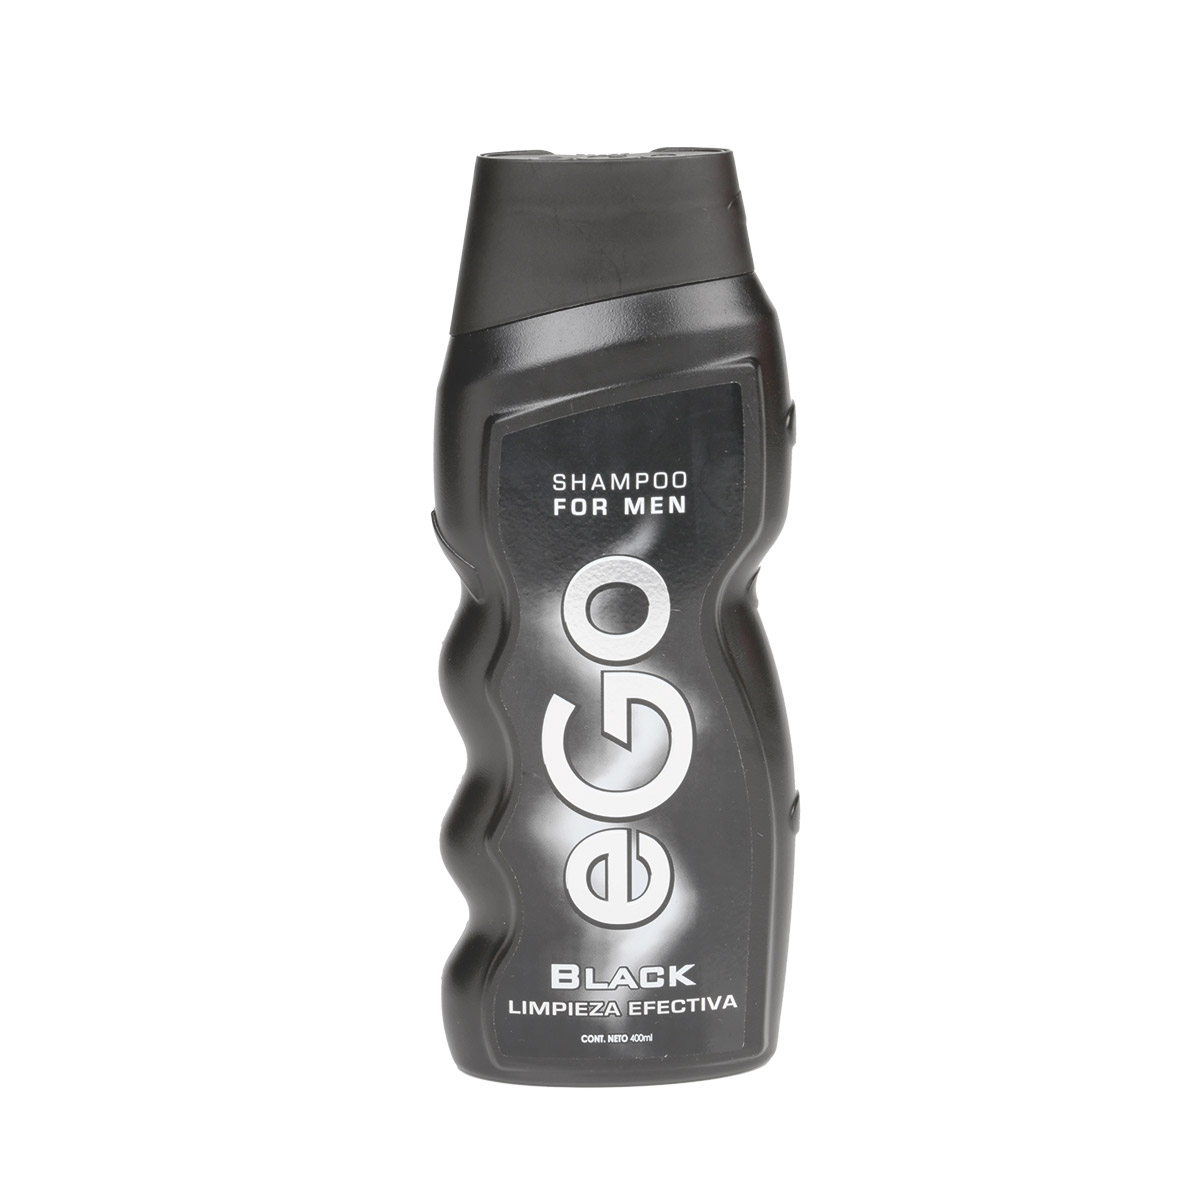 SHAMPOO
FOR MEN
eGo
BLACK
LIMPIEZA EFECTIVA
CONT. NETO 400ml